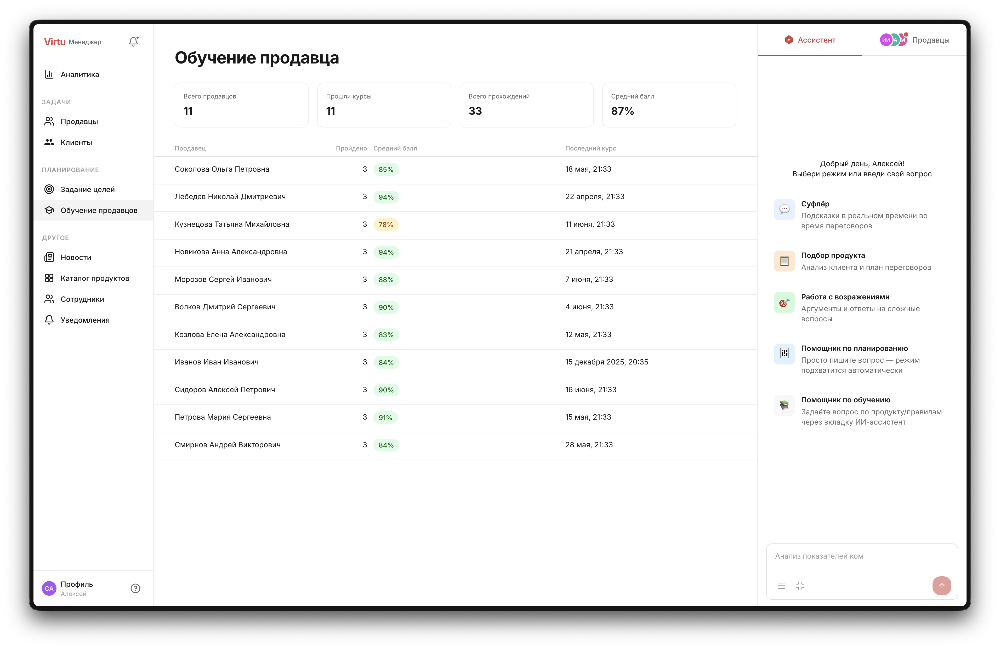 Virtu Менеджер
Аналитика
ЗАДАЧИ
Продавцы
Клиенты
ПЛАНИРОВАНИЕ
Задание целей
Обучение продавцов
ДРУГОЕ
Новости
Каталог продуктов
Сотрудники
Уведомления
СА
Профиль
Алексей
Обучение продавца
Всего продавцов
11
Прошли курсы
11
Всего прохождений
33
Средний балл
87%
Продавец Пройдено Средний балл Последний курс
Соколова Ольга Петровна 3 85% 18 мая, 21:33
Лебедев Николай Дмитриевич 3 94% 22 апреля, 21:33
Кузнецова Татьяна Михайловна 3 78% 11 июня, 21:33
Новикова Анна Александровна 3 94% 21 апреля, 21:33
Морозов Сергей Иванович 3 88% 7 июня, 21:33
Волков Дмитрий Сергеевич 3 90% 4 июня, 21:33
Козлова Елена Александровна 3 83% 12 мая, 21:33
Иванов Иван Иванович 3 84% 15 декабря 2025, 20:35
Сидоров Алексей Петрович 3 90% 16 июня, 21:33
Петрова Мария Сергеевна 3 91% 15 мая, 21:33
Смирнов Андрей Викторович 3 84% 28 мая, 21:33
Ассистент
ИИ А М Продавцы
Добрый день, Алексей!
Выбери режим или введи свой вопрос
Суфлёр
Подсказки в реальном времени во
время переговоров
Подбор продукта
Анализ клиента и план переговоров
Работа с возражениями
Аргументы и ответы на сложные
вопросы
01F
5D3
Помощник по планированию
Просто пишите вопрос — режим
подхватится автоматически
Помощник по обучению
Задаёте вопрос по продукту/правилам
через вкладку ИИ-ассистент
Анализ показателей ком